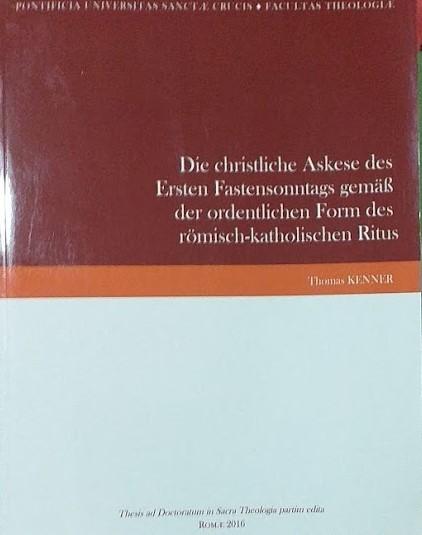 PONTIFICIA UNIVERSITAS SANCTÆ CRUCIS ♦ FACULTAS THEOLOGIÆ
Die christliche Askese des
Ersten Fastensonntags gemäß
der ordentlichen Form des
römisch-katholischen Ritus
Thomas KENNER
Thesis ad Doctoratum in Sacra Theologia partim edita
ROMÆ 2016